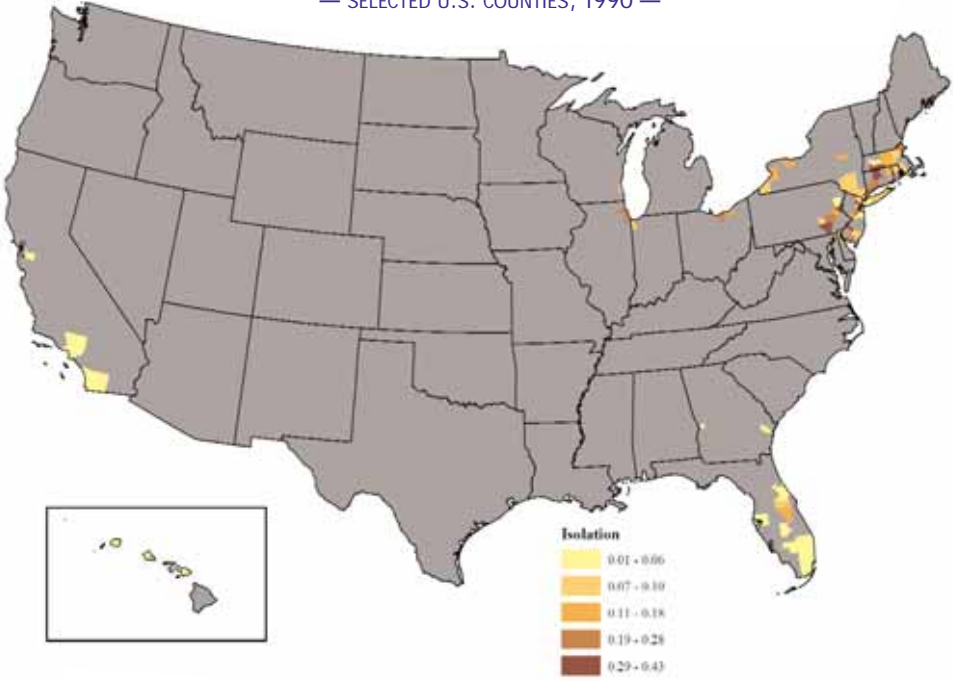 — SELECTED U.S. COUNTIES, 1990 —
Isolation
0.01 - 0.06
0.07 - 0.10
0.11 - 0.18
0.19 - 0.28
0.29 - 0.43